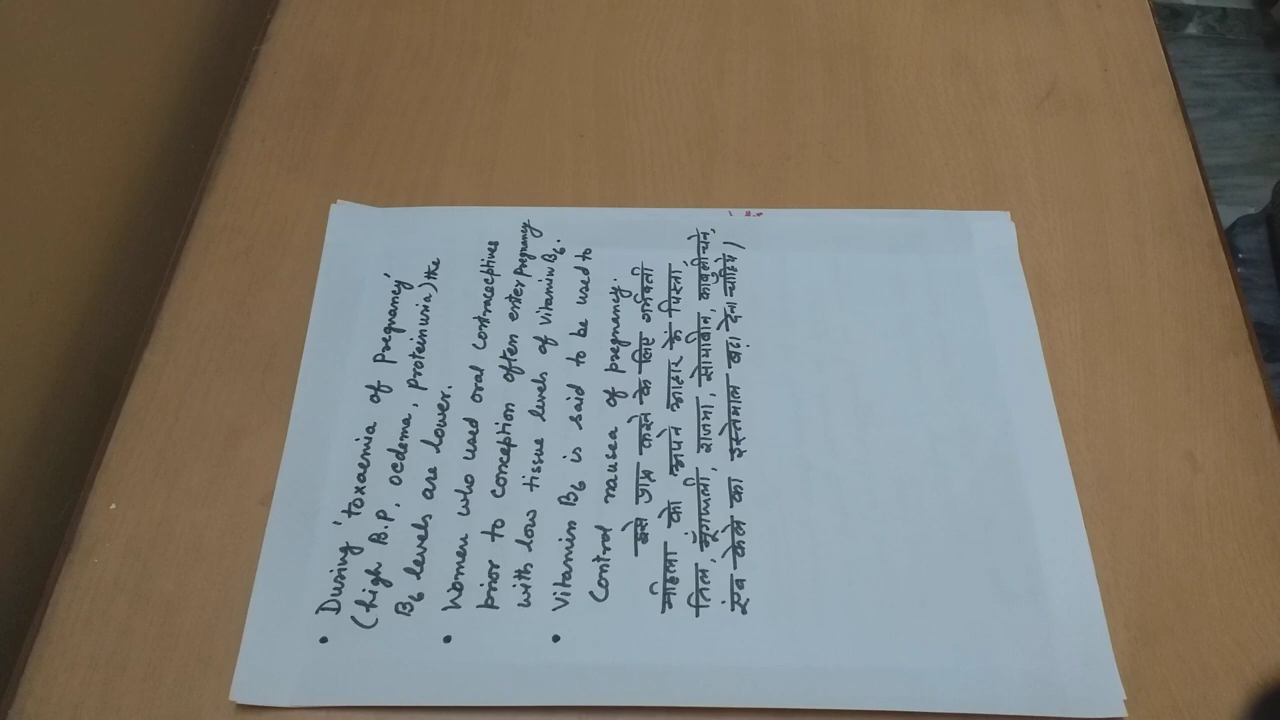 • During 'toxaemia of Pregnancy'
(high B.P, oedema, proteinuria) the
B6 levels are lower.
• Women who used oral contraceptives
prior to conception often enter pregnancy
with low tissue levels of vitamin B6.
• Vitamin B6 is said to be used to
Control nausea of pregnancy.
इसे प्राप्त करने के लिए गर्भवती
महिला को अपने आहार के पिस्ता
तिल, मूंगफली, राजमा, सोयाबीन, काबुलीचने,
एवं केले का इस्तेमाल बढ़ा देना चाहिए।